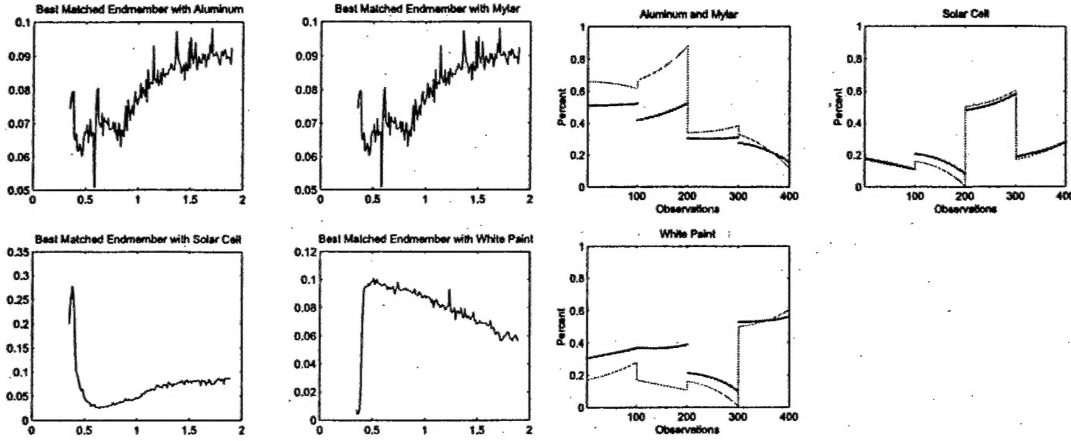 Best Matched Endmember with Aluminum
0.1
0.09
0.08
0.07
0.06
0.05
0 0.5 1 1.5 2
Best Matched Endmember with Mylar
0.1
0.09
0.08
0.07
0.06
0.05
0 0.5 1 1.5 2
Aluminum and Mylar
Percent
1
0.8
0.6
0.4
0.2
0
100 200 300 400
Observations
Solar Cell
Percent
1
0.8
0.6
0.4
0.2
0
100 200 300 400
Observations
Best Matched Endmember with Solar Cell
0.35
0.3
0.25
0.2
0.15
0.1
0.05
0
0 0.5 1 1.5 2
Best Matched Endmember with White Paint
0.12
0.1
0.08
0.06
0.04
0.02
0
0 0.5 1 1.5 2
White Paint
Percent
1
0.8
0.6
0.4
0.2
0
100 200 300 400
Observations